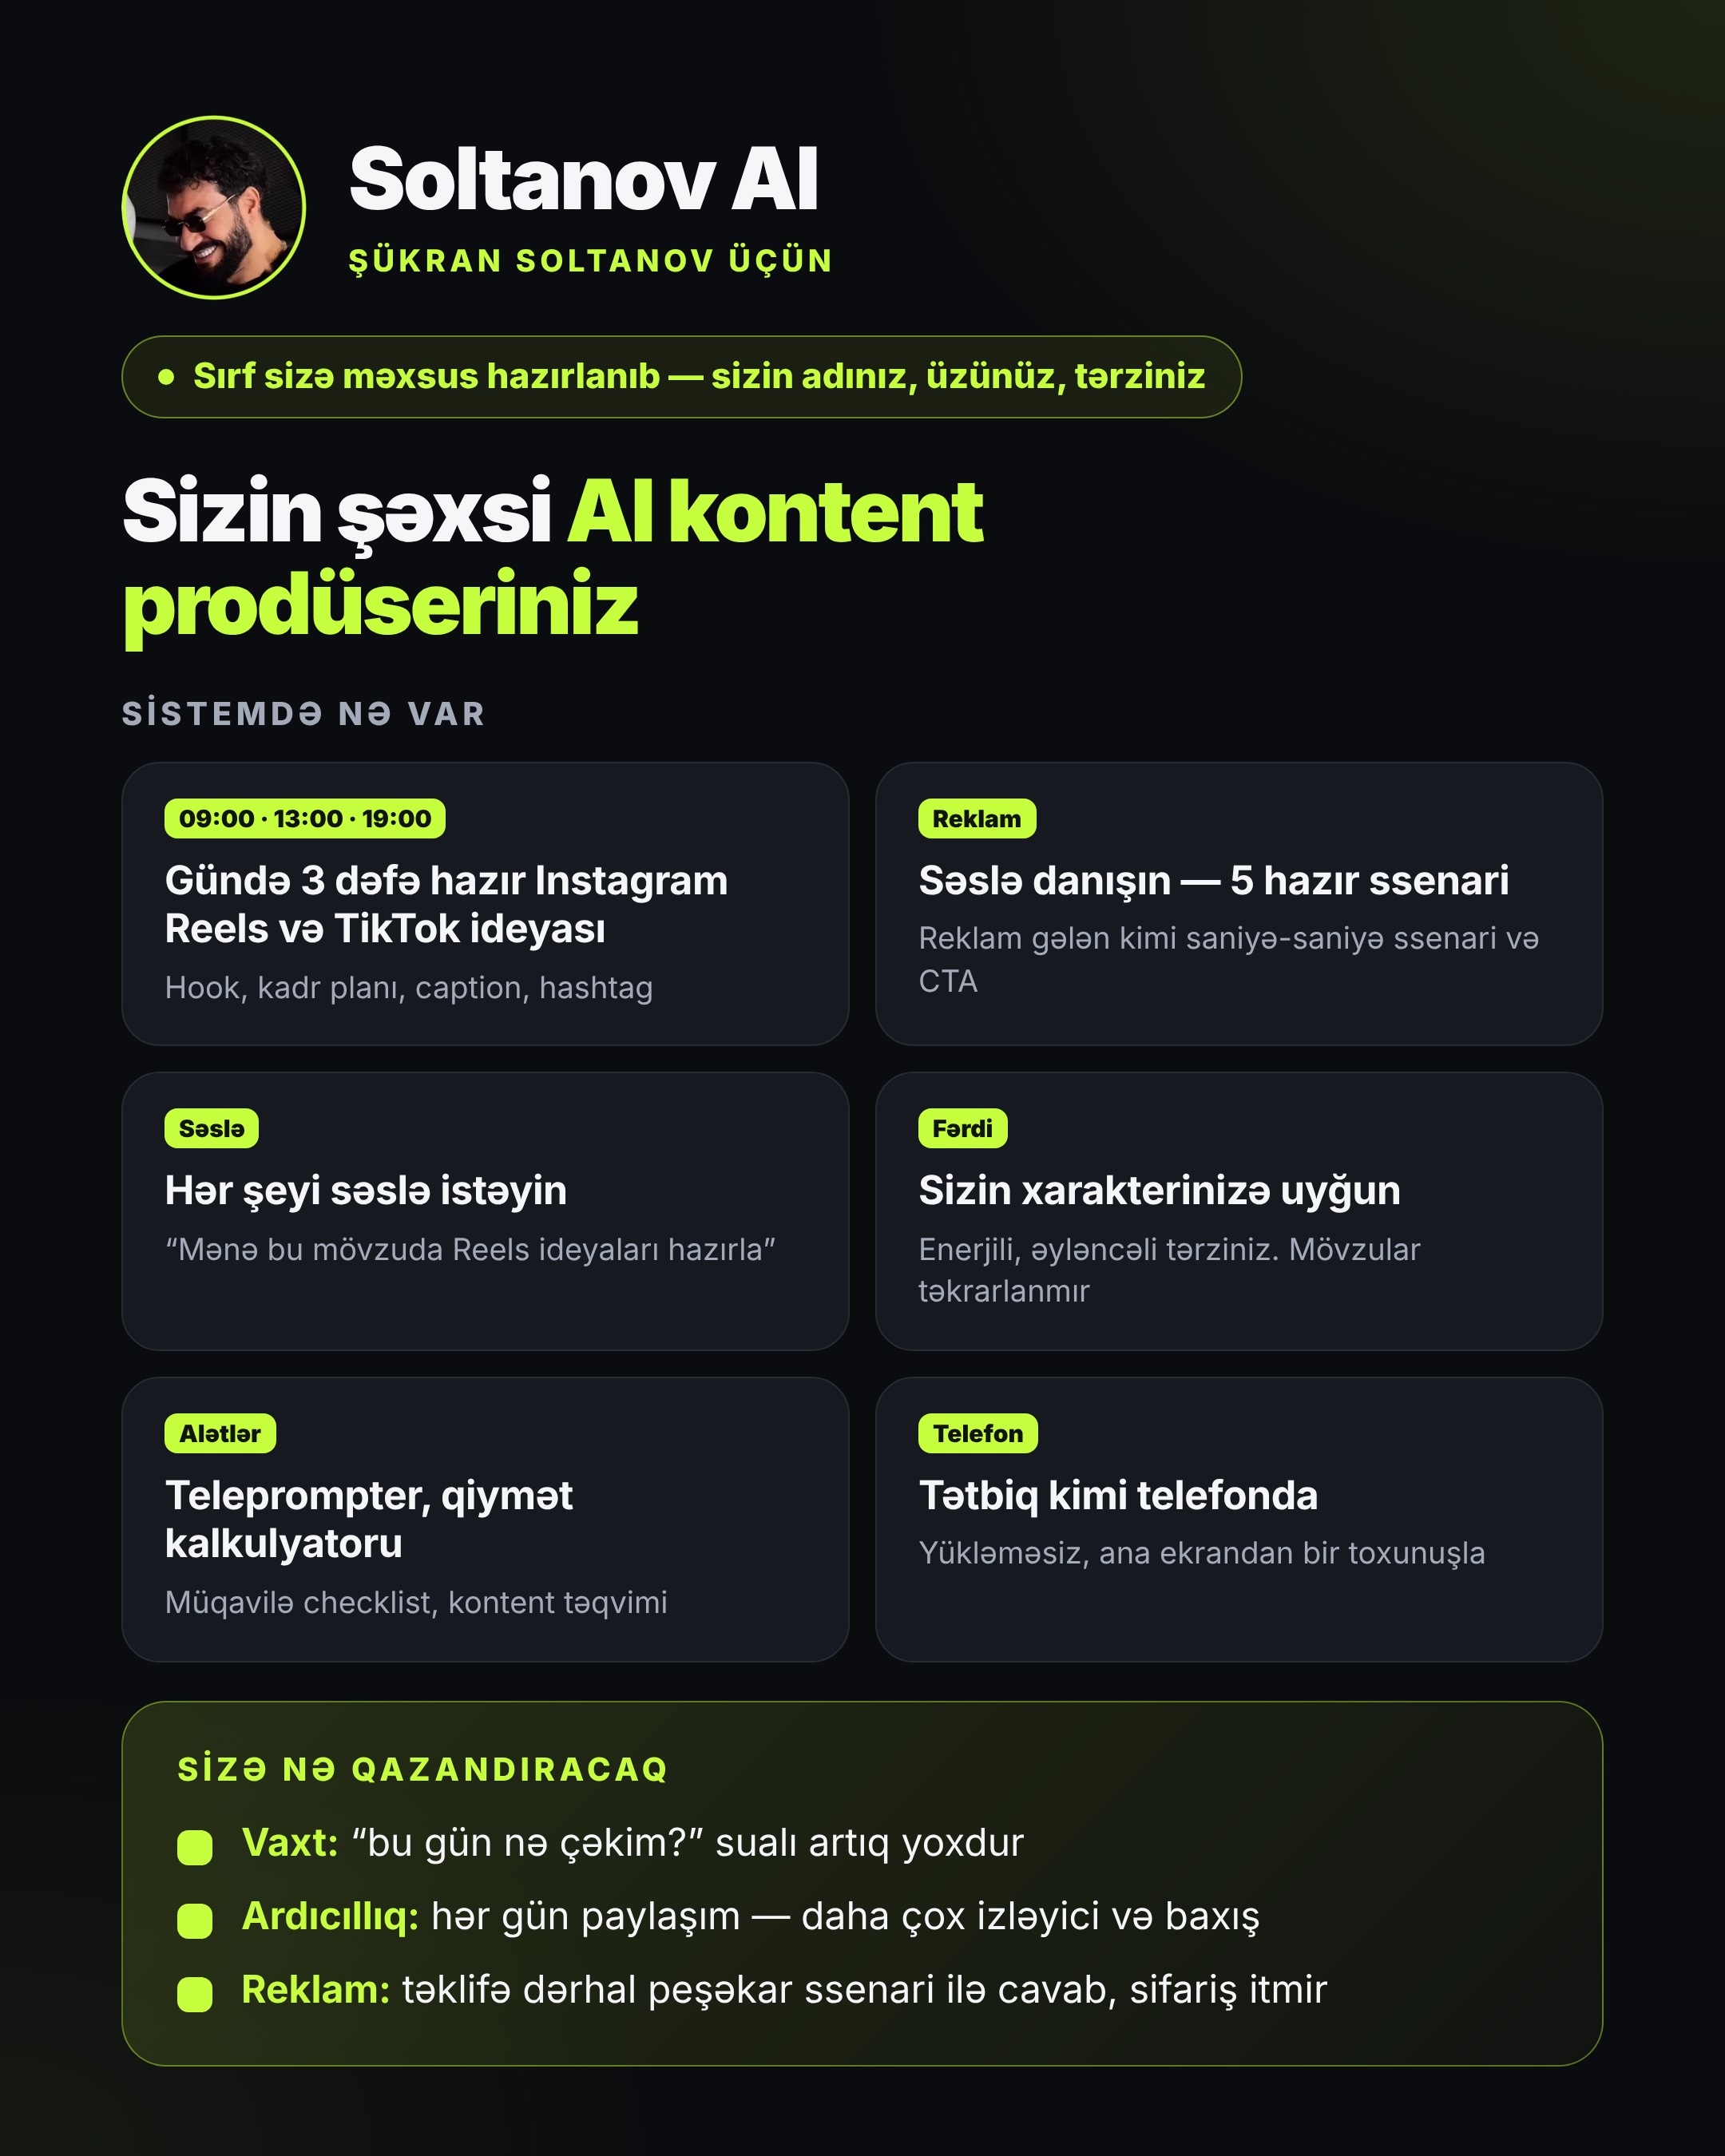 Soltanov AI
ŞÜKRAN SOLTANOV ÜÇÜN
Sırf sizə məxsus hazırlanıb — sizin adınız, üzünüz, tərziniz
Sizin şəxsi AI kontent
prodüseriniz
SİSTEMDƏ NƏ VAR
09:00 · 13:00 · 19:00
Gündə 3 dəfə hazır Instagram
Reels və TikTok ideyası
Hook, kadr planı, caption, hashtag
Reklam
Səslə danışın — 5 hazır ssenari
Reklam gələn kimi saniyə-saniyə ssenari və
CTA
Səslə
Hər şeyi səslə istəyin
“Mənə bu mövzuda Reels ideyaları hazırla”
Fərdi
Sizin xarakterinizə uyğun
Enerjili, əyləncəli tərziniz. Mövzular
təkrarlanmır
Alətlər
Teleprompter, qiymət
kalkulyatoru
Müqavilə checklist, kontent təqvimi
Telefon
Tətbiq kimi telefonda
Yükləməsiz, ana ekrandan bir toxunuşla
SİZƏ NƏ QAZANDIRACAQ
Vaxt: “bu gün nə çəkim?” sualı artıq yoxdur
Ardıcıllıq: hər gün paylaşım — daha çox izləyici və baxış
Reklam: təklifə dərhal peşəkar ssenari ilə cavab, sifariş itmir